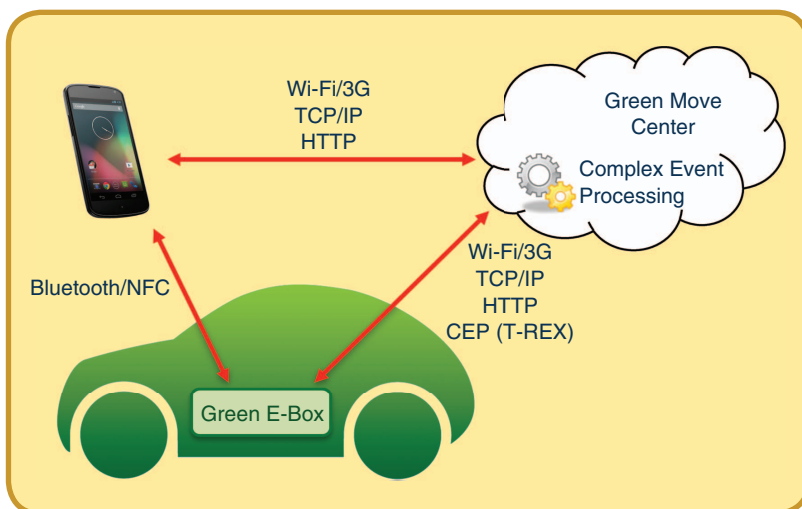 Wi-Fi/3G
TCP/IP
HTTP
Green Move
Center
Complex Event
Processing
Bluetooth/NFC
Wi-Fi/3G
TCP/IP
HTTP
CEP (T-REX)
Green E-Box